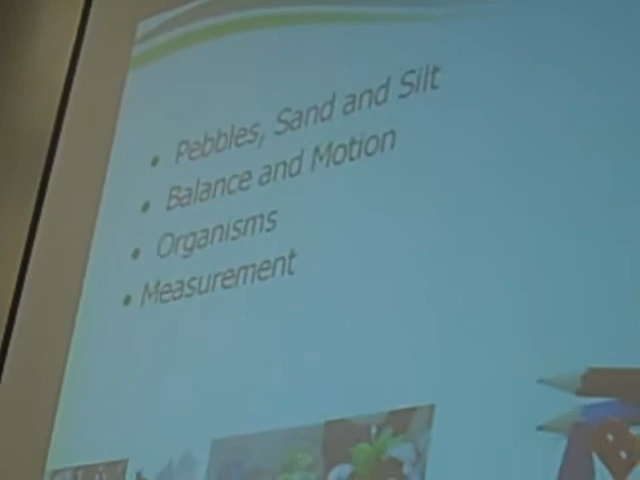 • Pebbles, Sand and Silt
• Balance and Motion
• Organisms
• Measurement